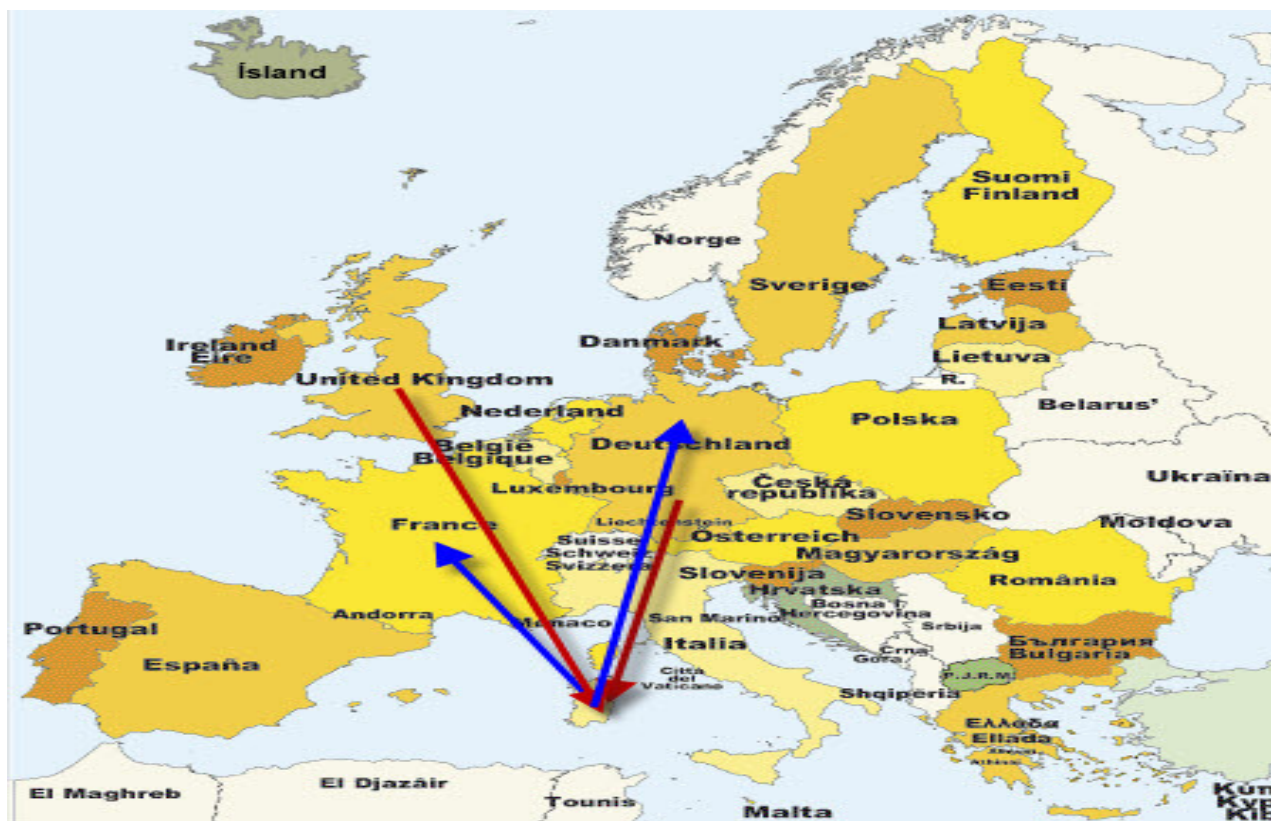 Ísland
Suomi
Finland
Norge
Sverige
Eesti
Latvija
Lietuva
R.
Danmark
Ireland
Éire
United Kingdom
Nederland
België
Belgique
Deutschland
Polska
Belarus'
Ukraïna
Luxembourg
Česká
republika
Slovensko
France
Liechtenstein
Österreich
Moldova
Suisse
Schweiz
Svizzera
Magyarország
Slovenija
România
Hrvatska
Bosna i
Hercegovina
Andorra
Monaco
San Marino
Srbija
Portugal
España
Italia
Città
del
Vaticano
Crna
Gora
България
Bulgaria
P.J.R.M.
Shqipëria
Ελλάδα
Ellada
El Maghreb
El Djazâir
Tounis
Malta